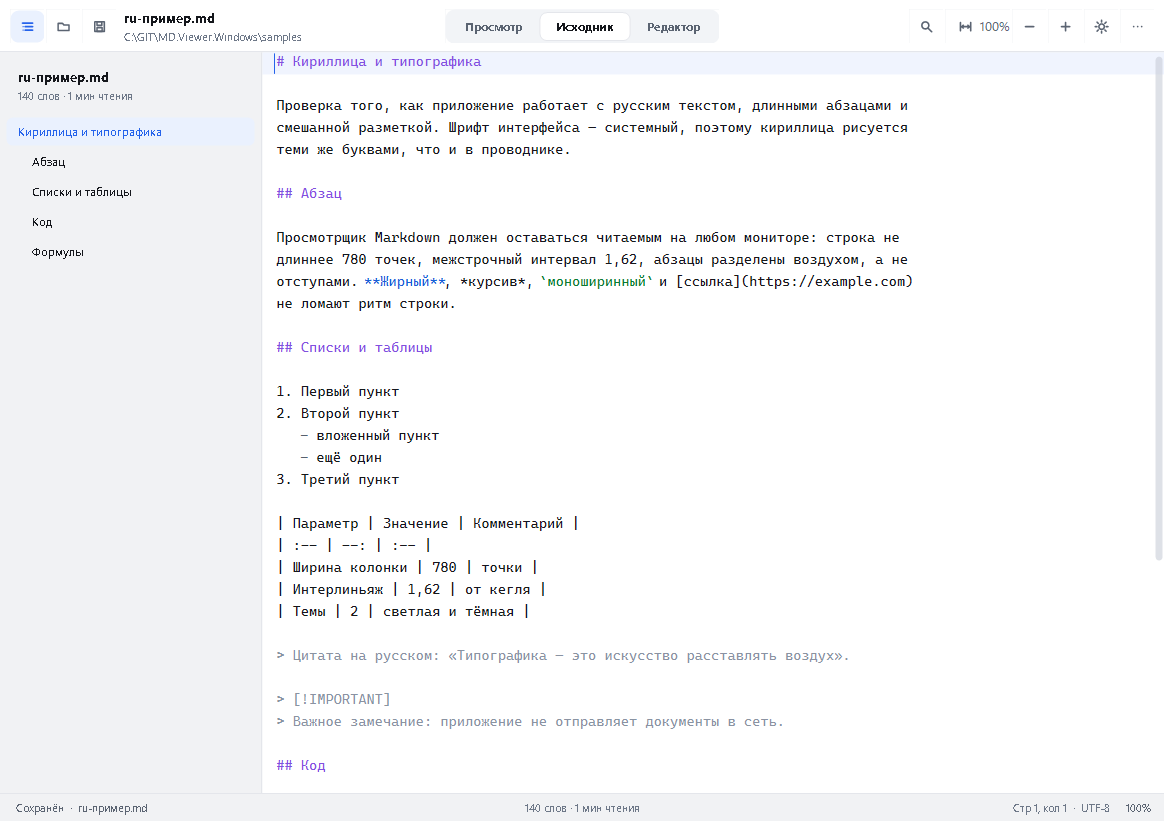 ru-пример.md
C:\GIT\MD.Viewer.Windows\samples
Просмотр
Исходник
Редактор
100%
ru-пример.md
140 слов · 1 мин чтения
Кириллица и типографика
Абзац
Списки и таблицы
Код
Формулы
# Кириллица и типографика
Проверка того, как приложение работает с русским текстом, длинными абзацами и
смешанной разметкой. Шрифт интерфейса — системный, поэтому кириллица рисуется
теми же буквами, что и в проводнике.
## Абзац
Просмотрщик Markdown должен оставаться читаемым на любом мониторе: строка не
длиннее 780 точек, межстрочный интервал 1,62, абзацы разделены воздухом, а не
отступами. **Жирный**, *курсив*, `моноширинный` и [ссылка](https://example.com)
не ломают ритм строки.
## Списки и таблицы
1. Первый пункт
2. Второй пункт
- вложенный пункт
- ещё один
3. Третий пункт
| Параметр | Значение | Комментарий |
| :-- | --: | :-- |
| Ширина колонки | 780 | точки |
| Интерлиньяж | 1,62 | от кегля |
| Темы | 2 | светлая и тёмная |
> Цитата на русском: «Типографика — это искусство расставлять воздух».
> [!IMPORTANT]
> Важное замечание: приложение не отправляет документы в сеть.
## Код
Сохранён · ru-пример.md
140 слов · 1 мин чтения
Стр 1, кол 1 · UTF-8
100%